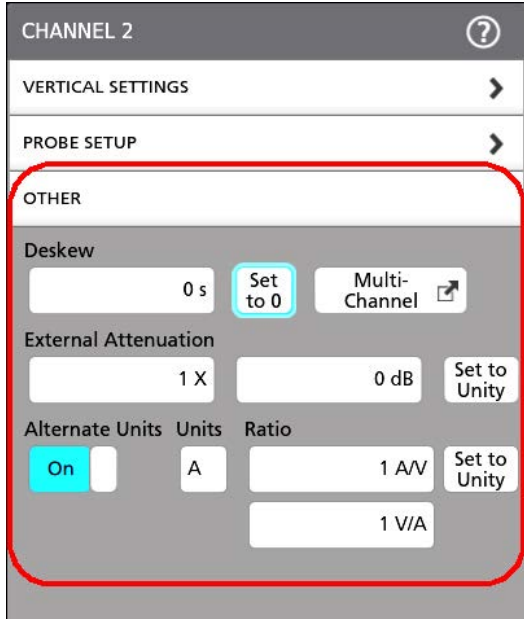 CHANNEL 2 ?
VERTICAL SETTINGS
PROBE SETUP
OTHER
Deskew
0 s Set to 0 Multi-Channel
External Attenuation
1 X 0 dB Set to Unity
Alternate Units Units Ratio
On A 1 A/V Set to Unity
1 V/A